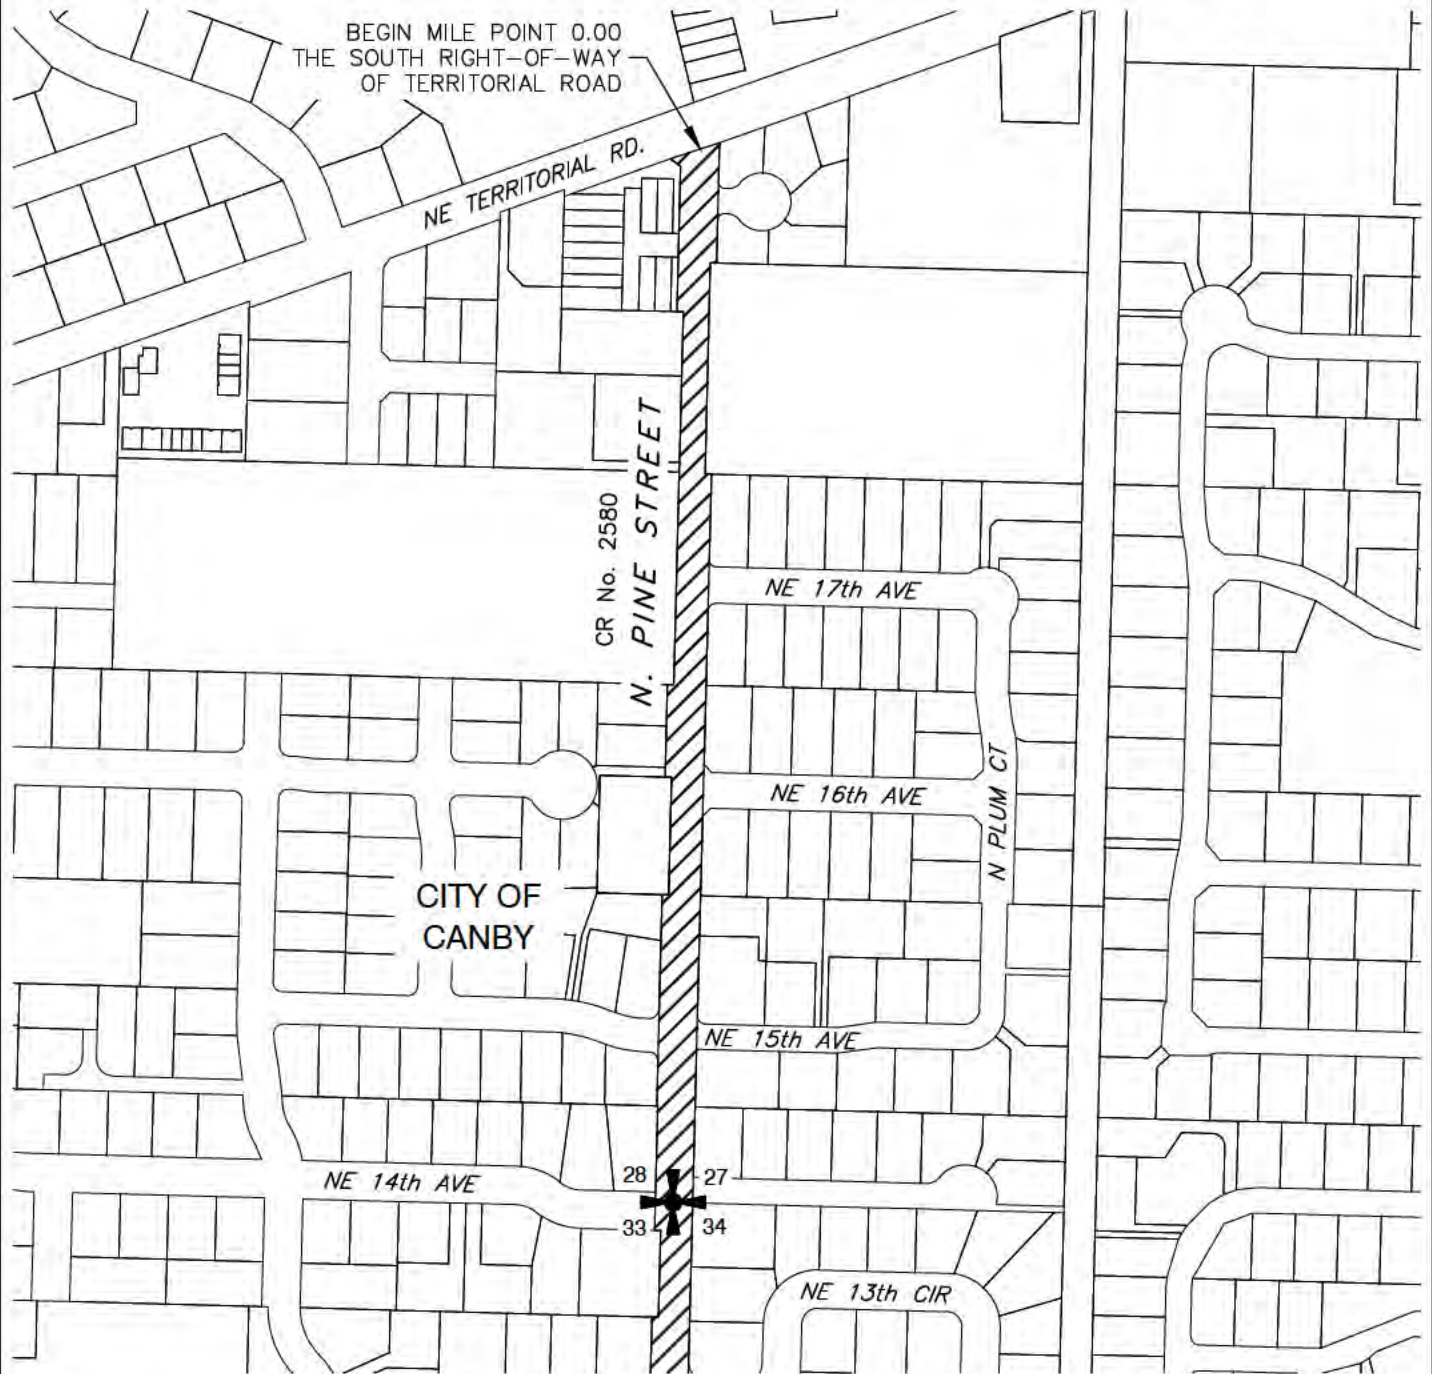 BEGIN MILE POINT 0.00
THE SOUTH RIGHT-OF-WAY
OF TERRITORIAL ROAD
NE TERRITORIAL RD.
CR No. 2580
N. PINE STREET
NE 17th AVE
NE 16th AVE
N PLUM CT
CITY OF
CANBY
NE 15th AVE
NE 14th AVE
28
27
33
34
NE 13th CIR